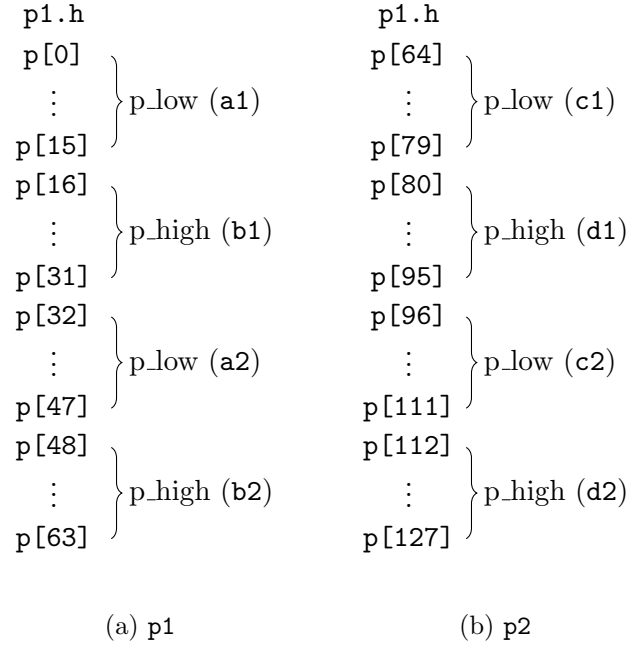 p1.h
p[0]
⋮
p_low (a1)
p[15]
p[16]
⋮
p_high (b1)
p[31]
p[32]
⋮
p_low (a2)
p[47]
p[48]
⋮
p_high (b2)
p[63]
(a) p1
p1.h
p[64]
⋮
p_low (c1)
p[79]
p[80]
⋮
p_high (d1)
p[95]
p[96]
⋮
p_low (c2)
p[111]
p[112]
⋮
p_high (d2)
p[127]
(b) p2